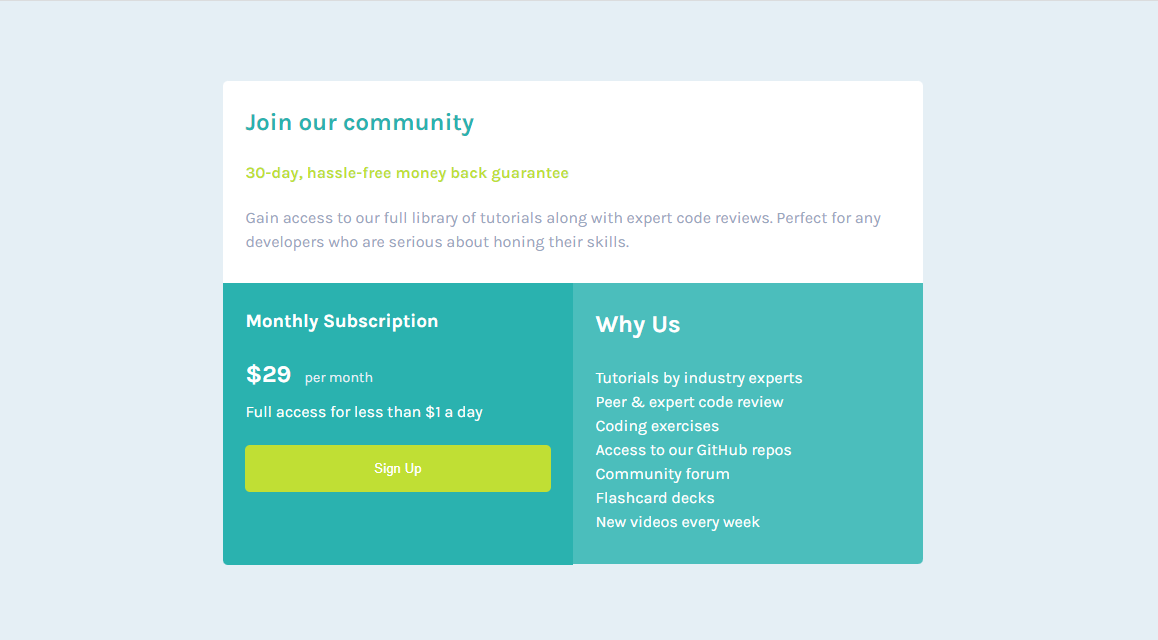 Join our community
30-day, hassle-free money back guarantee
Gain access to our full library of tutorials along with expert code reviews. Perfect for any
developers who are serious about honing their skills.
Monthly Subscription
$29 per month
Full access for less than $1 a day
Sign Up
Why Us
Tutorials by industry experts
Peer & expert code review
Coding exercises
Access to our GitHub repos
Community forum
Flashcard decks
New videos every week